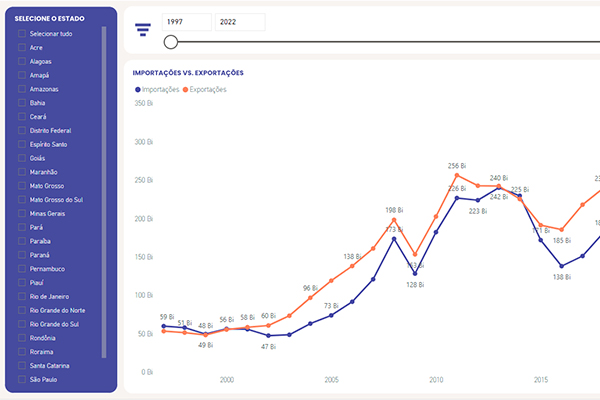 SELECIONE O ESTADO
Selecionar tudo
Acre
Alagoas
Amapá
Amazonas
Bahia
Ceará
Distrito Federal
Espírito Santo
Goiás
Maranhão
Mato Grosso
Mato Grosso do Sul
Minas Gerais
Pará
Paraíba
Paraná
Pernambuco
Piauí
Rio de Janeiro
Rio Grande do Norte
Rio Grande do Sul
Rondônia
Roraima
Santa Catarina
São Paulo
1997 2022
IMPORTAÇÕES VS. EXPORTAÇÕES
Importações Exportações
350 Bi
300 Bi
250 Bi
200 Bi
150 Bi
100 Bi
50 Bi
0 Bi
59 Bi
51 Bi
48 Bi
49 Bi
56 Bi
58 Bi
60 Bi
47 Bi
96 Bi
73 Bi
138 Bi
198 Bi
173 Bi
128 Bi
256 Bi
226 Bi
223 Bi
240 Bi
242 Bi
225 Bi
171 Bi
185 Bi
138 Bi
2000 2005 2010 2015